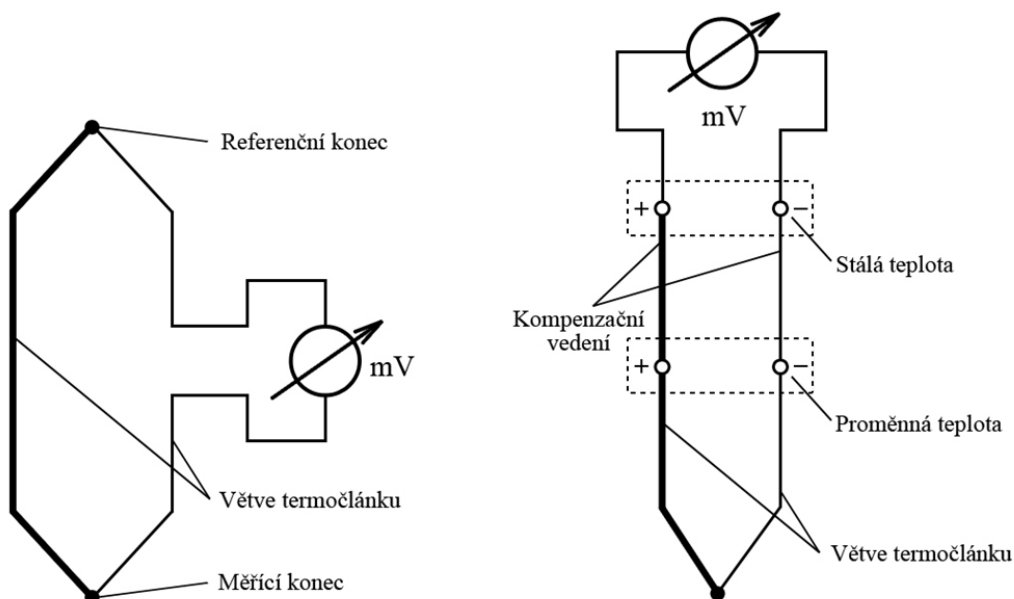 Referenční konec
mV
Větve termočlánku
Měřící konec
mV
+
−
Stálá teplota
Kompenzační
vedení
+
−
Proměnná teplota
Větve termočlánku